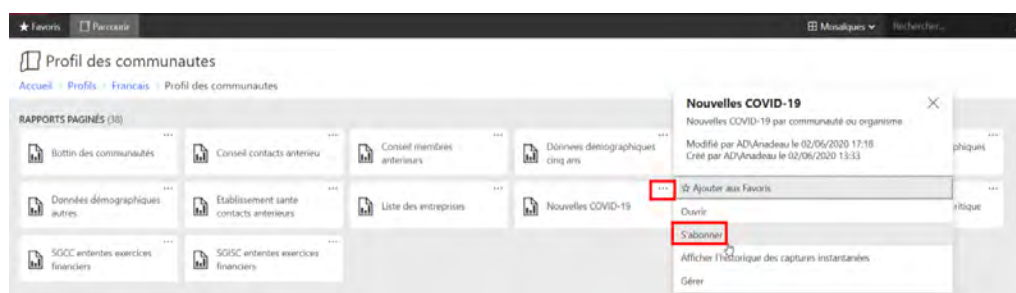 ★ Favoris Parcourir Mosaïques Rechercher...
Profil des communautes
Accueil > Profils > Francais > Profil des communautes
RAPPORTS PAGINÉS (38)
Bottin des communautés
Conseil contacts anterieu
Conseil membres
anterieurs
Données demographiques
cinq ans
phiques
Données démographiques
autres
Etablissement sante
contacts anterieurs
Liste des entreprises
Nouvelles COVID-19
SGCC ententes exercices
financiers
SGISC ententes exercices
financiers
Nouvelles COVID-19
Nouvelles COVID-19 par communauté ou organisme
Modifié par AD\Anadeau le 02/06/2020 17:18
Créé par AD\Anadeau le 02/06/2020 13:33
☆ Ajouter aux Favoris
Ouvrir
S'abonner
Afficher l'historique des captures instantanées
Gérer